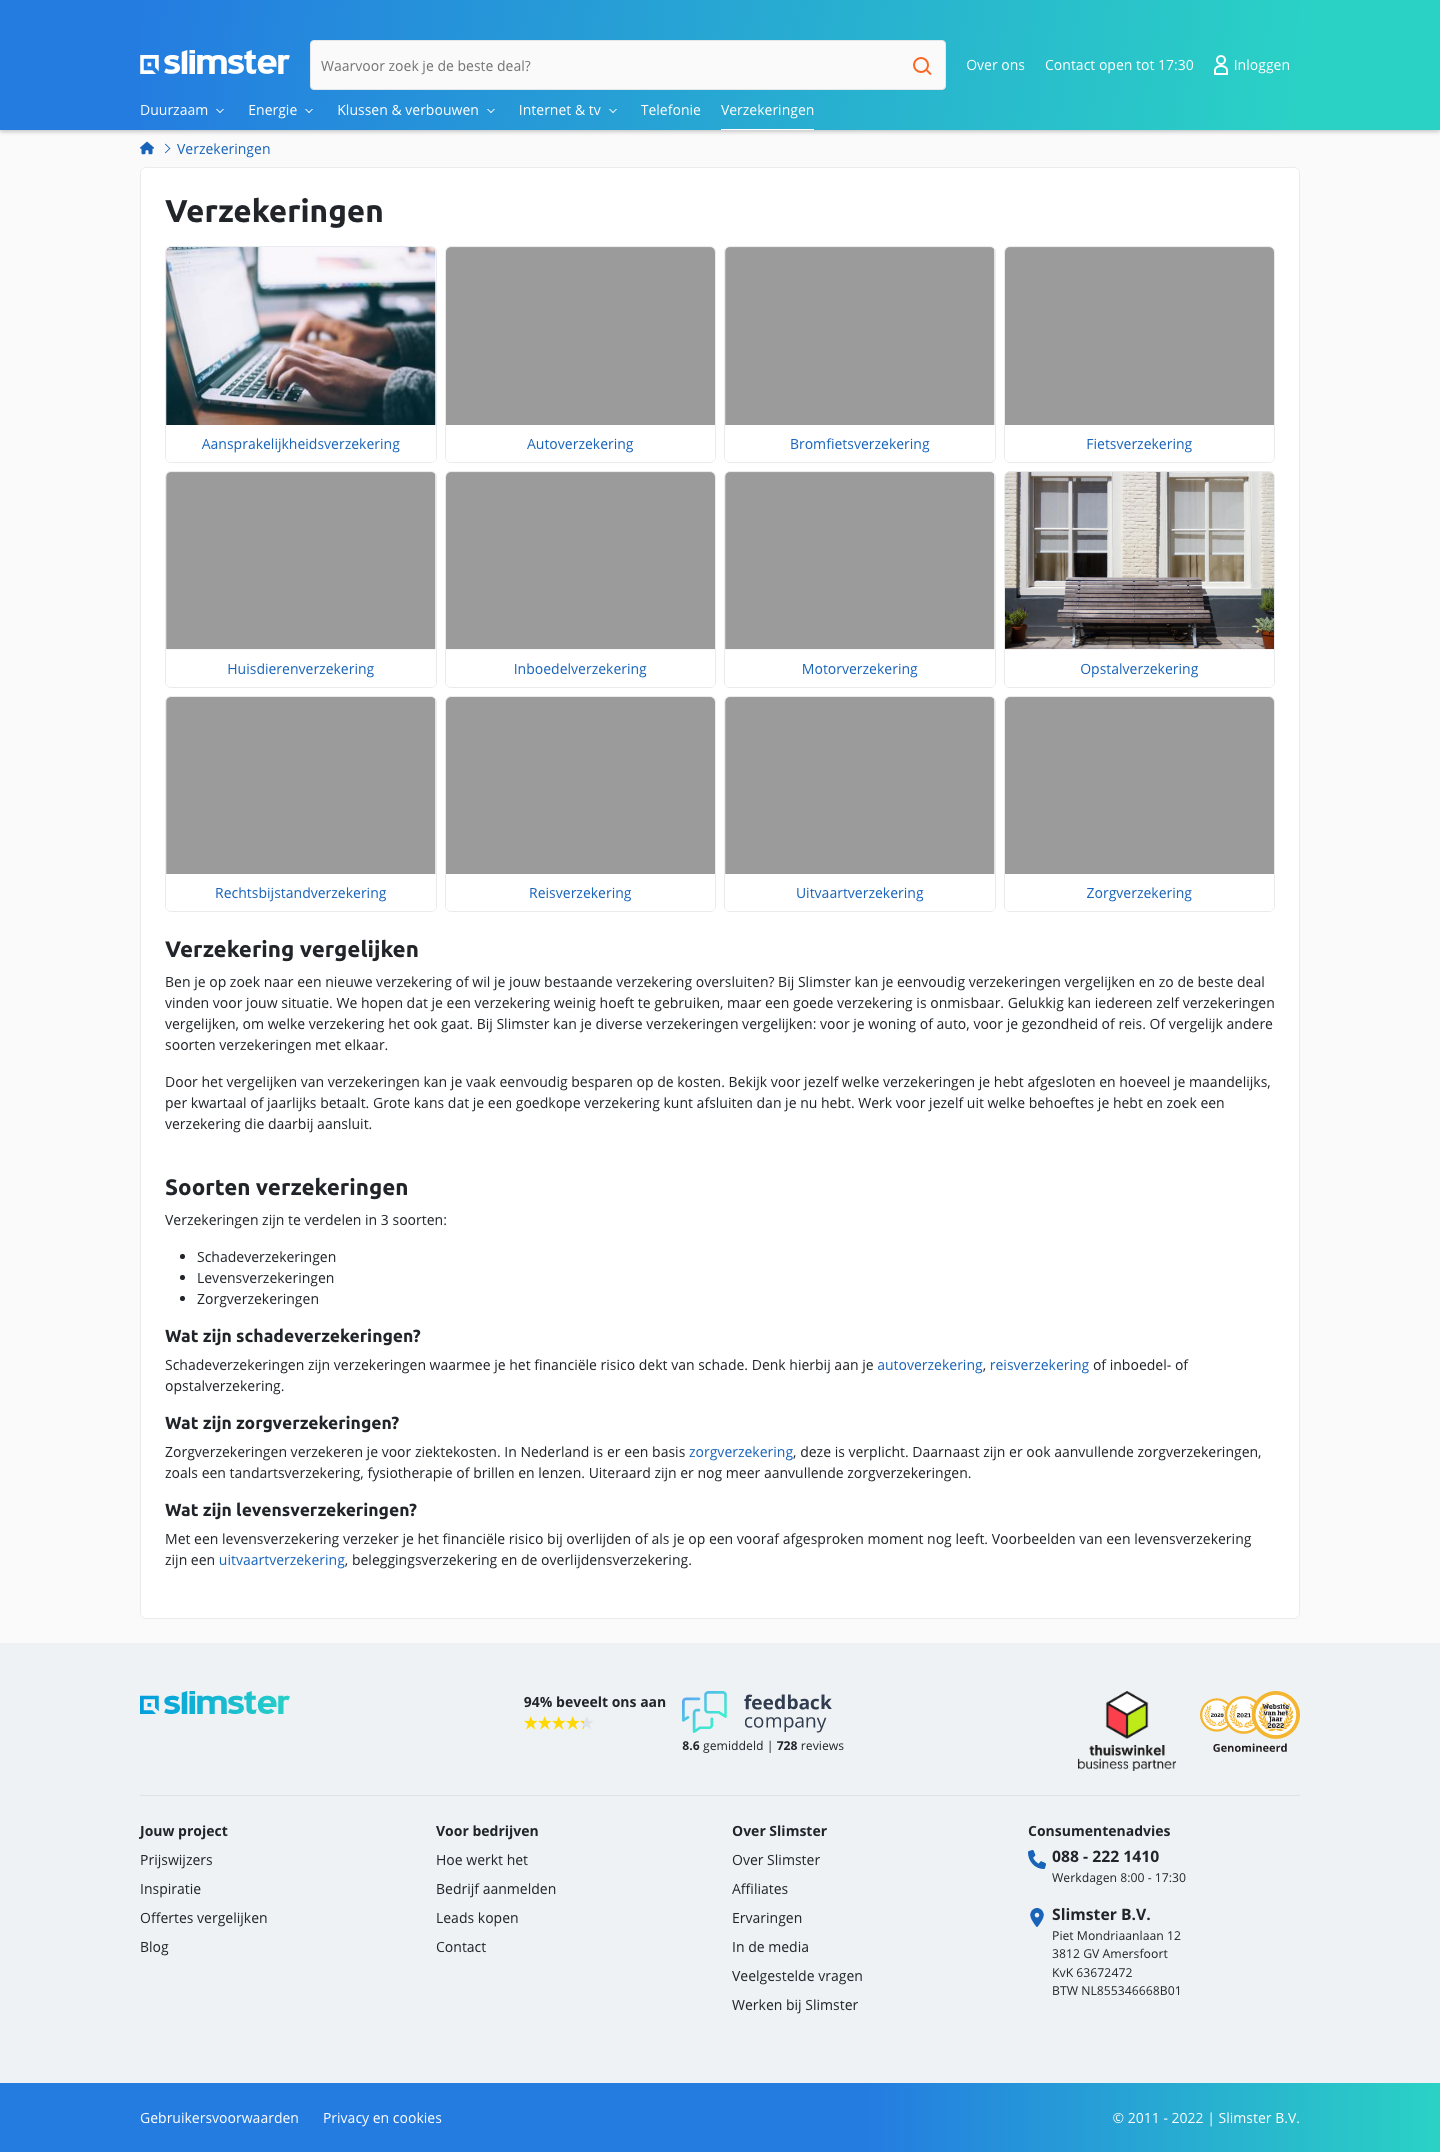 slimster
Waarvoor zoek je de beste deal?
Over ons
Contact open tot 17:30
Inloggen
Duurzaam
Energie
Klussen & verbouwen
Internet & tv
Telefonie
Verzekeringen
Verzekeringen
Verzekeringen
Aansprakelijkheidsverzekering
Autoverzekering
Bromfietsverzekering
Fietsverzekering
Huisdierenverzekering
Inboedelverzekering
Motorverzekering
Opstalverzekering
Rechtsbijstandverzekering
Reisverzekering
Uitvaartverzekering
Zorgverzekering
Verzekering vergelijken
Ben je op zoek naar een nieuwe verzekering of wil je jouw bestaande verzekering oversluiten? Bij Slimster kan je eenvoudig verzekeringen vergelijken en zo de beste deal
vinden voor jouw situatie. We hopen dat je een verzekering weinig hoeft te gebruiken, maar een goede verzekering is onmisbaar. Gelukkig kan iedereen zelf verzekeringen
vergelijken, om welke verzekering het ook gaat. Bij Slimster kan je diverse verzekeringen vergelijken: voor je woning of auto, voor je gezondheid of reis. Of vergelijk andere
soorten verzekeringen met elkaar.
Door het vergelijken van verzekeringen kan je vaak eenvoudig besparen op de kosten. Bekijk voor jezelf welke verzekeringen je hebt afgesloten en hoeveel je maandelijks,
per kwartaal of jaarlijks betaalt. Grote kans dat je een goedkope verzekering kunt afsluiten dan je nu hebt. Werk voor jezelf uit welke behoeftes je hebt en zoek een
verzekering die daarbij aansluit.
Soorten verzekeringen
Verzekeringen zijn te verdelen in 3 soorten:
• Schadeverzekeringen
• Levensverzekeringen
• Zorgverzekeringen
Wat zijn schadeverzekeringen?
Schadeverzekeringen zijn verzekeringen waarmee je het financiële risico dekt van schade. Denk hierbij aan je autoverzekering, reisverzekering of inboedel- of
opstalverzekering.
Wat zijn zorgverzekeringen?
Zorgverzekeringen verzekeren je voor ziektekosten. In Nederland is er een basis zorgverzekering, deze is verplicht. Daarnaast zijn er ook aanvullende zorgverzekeringen,
zoals een tandartsverzekering, fysiotherapie of brillen en lenzen. Uiteraard zijn er nog meer aanvullende zorgverzekeringen.
Wat zijn levensverzekeringen?
Met een levensverzekering verzeker je het financiële risico bij overlijden of als je op een vooraf afgesproken moment nog leeft. Voorbeelden van een levensverzekering
zijn een uitvaartverzekering, beleggingsverzekering en de overlijdensverzekering.
slimster
94% beveelt ons aan
feedback
company
8.6 gemiddeld | 728 reviews
thuiswinkel
business partner
2020
2021
Website
van het
Jaar
2022
Genomineerd
Jouw project
Prijswijzers
Inspiratie
Offertes vergelijken
Blog
Voor bedrijven
Hoe werkt het
Bedrijf aanmelden
Leads kopen
Contact
Over Slimster
Over Slimster
Affiliates
Ervaringen
In de media
Veelgestelde vragen
Werken bij Slimster
Consumentenadvies
088 - 222 1410
Werkdagen 8:00 - 17:30
Slimster B.V.
Piet Mondriaanlaan 12
3812 GV Amersfoort
KvK 63672472
BTW NL855346668B01
Gebruikersvoorwaarden
Privacy en cookies
© 2011 - 2022 | Slimster B.V.